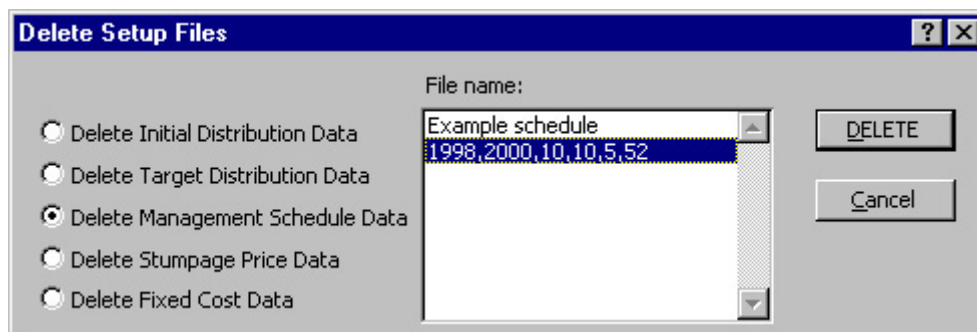 Delete Setup Files
?
File name:
Delete Initial Distribution Data
Delete Target Distribution Data
Delete Management Schedule Data
Delete Stumpage Price Data
Delete Fixed Cost Data
Example schedule
1998,2000,10,10,5,52
DELETE
Cancel